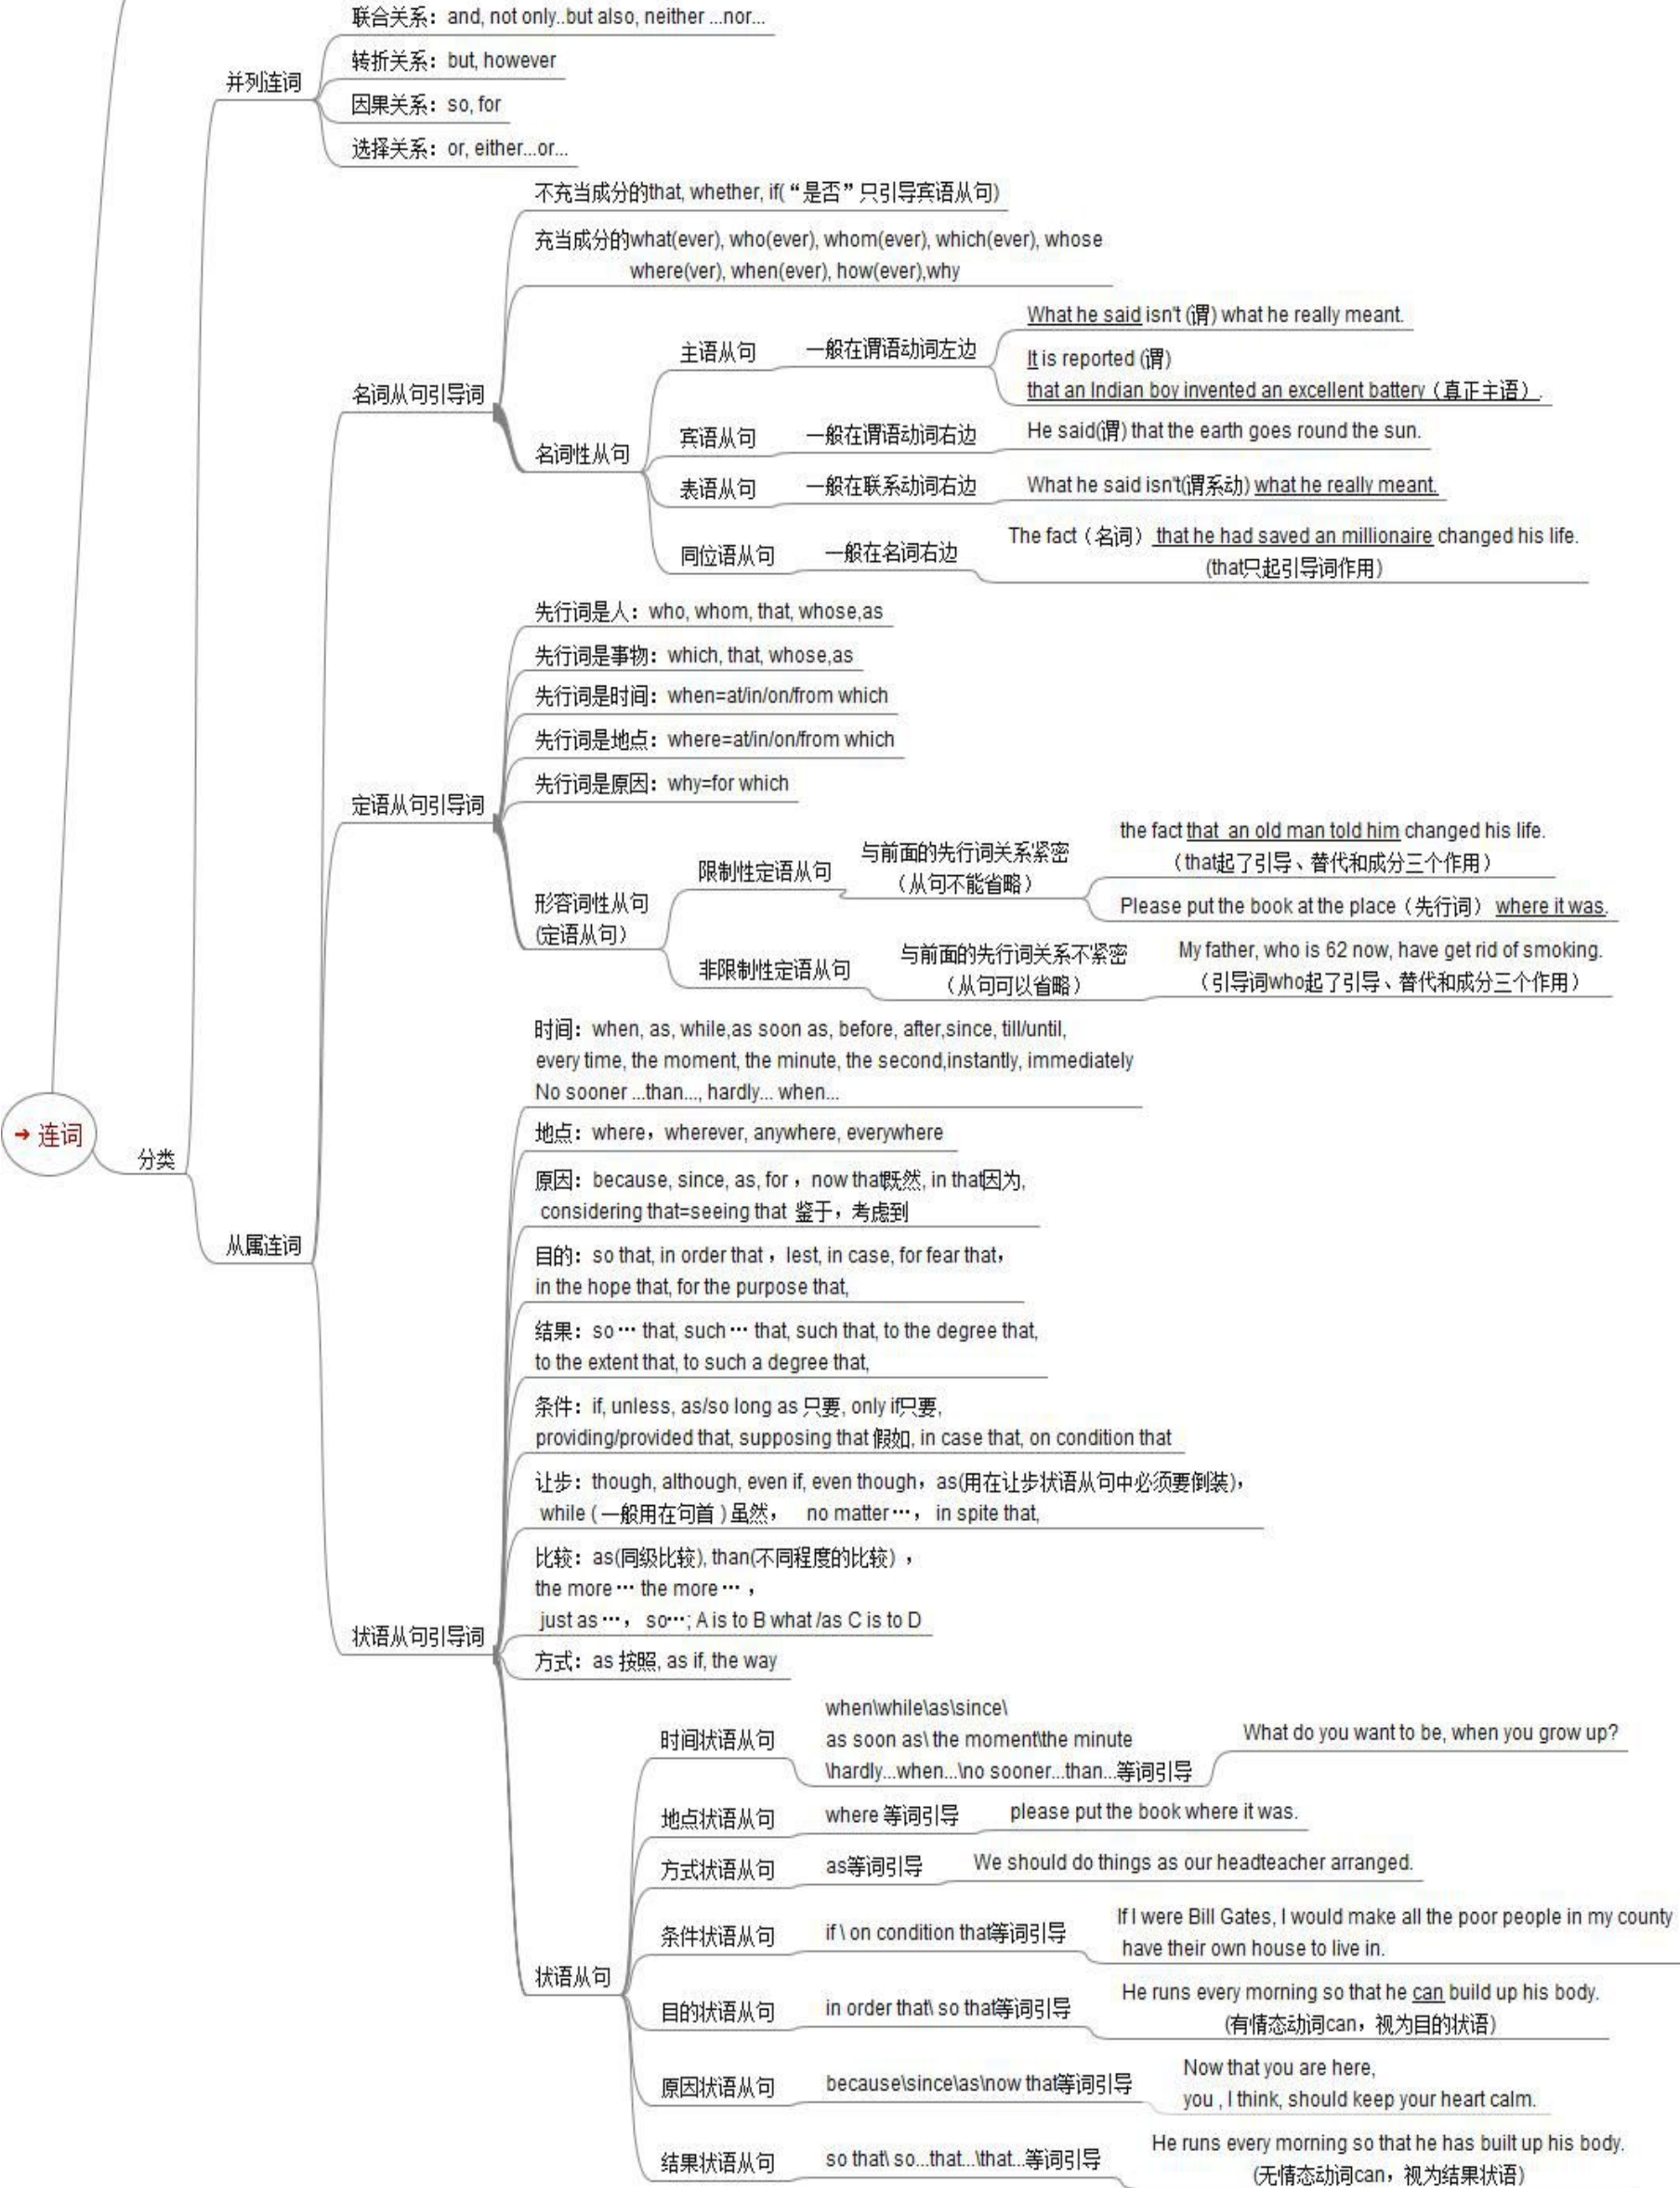 联合关系：and, not only..but also, neither ...nor...
转折关系：but, however
并列连词
因果关系：so, for
选择关系：or, either...or...
不充当成分的that, whether, if(“是否”只引导宾语从句)
充当成分的what(ever), who(ever), whom(ever), which(ever), whose
where(ver), when(ever), how(ever),why
What he said isn't (谓) what he really meant.
主语从句
一般在谓语动词左边
It is reported (谓)
that an Indian boy invented an excellent battery（真正主语）.
名词从句引导词
宾语从句
一般在谓语动词右边
He said(谓) that the earth goes round the sun.
名词性从句
表语从句
一般在联系动词右边
What he said isn't(谓系动) what he really meant.
同位语从句
一般在名词右边
The fact（名词） that he had saved an millionaire changed his life.
(that只起引导词作用)
先行词是人：who, whom, that, whose,as
先行词是事物：which, that, whose,as
先行词是时间：when=at/in/on/from which
先行词是地点：where=at/in/on/from which
先行词是原因：why=for which
定语从句引导词
the fact that an old man told him changed his life.
（that起了引导、替代和成分三个作用）
限制性定语从句
与前面的先行词关系紧密
（从句不能省略）
形容词性从句
(定语从句）
Please put the book at the place（先行词） where it was.
非限制性定语从句
与前面的先行词关系不紧密
（从句可以省略）
My father, who is 62 now, have get rid of smoking.
（引导词who起了引导、替代和成分三个作用）
时间：when, as, while,as soon as, before, after,since, till/until,
every time, the moment, the minute, the second,instantly, immediately
No sooner ...than..., hardly... when...
→ 连词
分类
地点：where，wherever, anywhere, everywhere
原因：because, since, as, for ，now that既然, in that因为,
considering that=seeing that 鉴于，考虑到
从属连词
目的：so that, in order that ，lest, in case, for fear that，
in the hope that, for the purpose that,
结果：so… that, such… that, such that, to the degree that,
to the extent that, to such a degree that,
条件：if, unless, as/so long as 只要, only if只要,
providing/provided that, supposing that 假如, in case that, on condition that
让步：though, although, even if, even though，as(用在让步状语从句中必须要倒装)，
while (一般用在句首 ) 虽然， no matter…， in spite that,
比较：as(同级比较), than(不同程度的比较) ，
the more… the more… ，
just as…， so…; A is to B what /as C is to D
状语从句引导词
方式：as 按照, as if, the way
when\while\as\since\
时间状语从句
as soon as\ the moment\the minute
\hardly...when...\no sooner...than...等词引导
What do you want to be, when you grow up?
地点状语从句
where 等词引导
please put the book where it was.
方式状语从句
as等词引导
We should do things as our headteacher arranged.
条件状语从句
if \ on condition that等词引导
If I were Bill Gates, I would make all the poor people in my county
have their own house to live in.
状语从句
目的状语从句
in order that\ so that等词引导
He runs every morning so that he can build up his body.
(有情态动词can，视为目的状语)
原因状语从句
because\since\as\now that等词引导
Now that you are here,
you , I think, should keep your heart calm.
结果状语从句
so that\ so...that...\that...等词引导
He runs every morning so that he has built up his body.
(无情态动词can，视为结果状语)